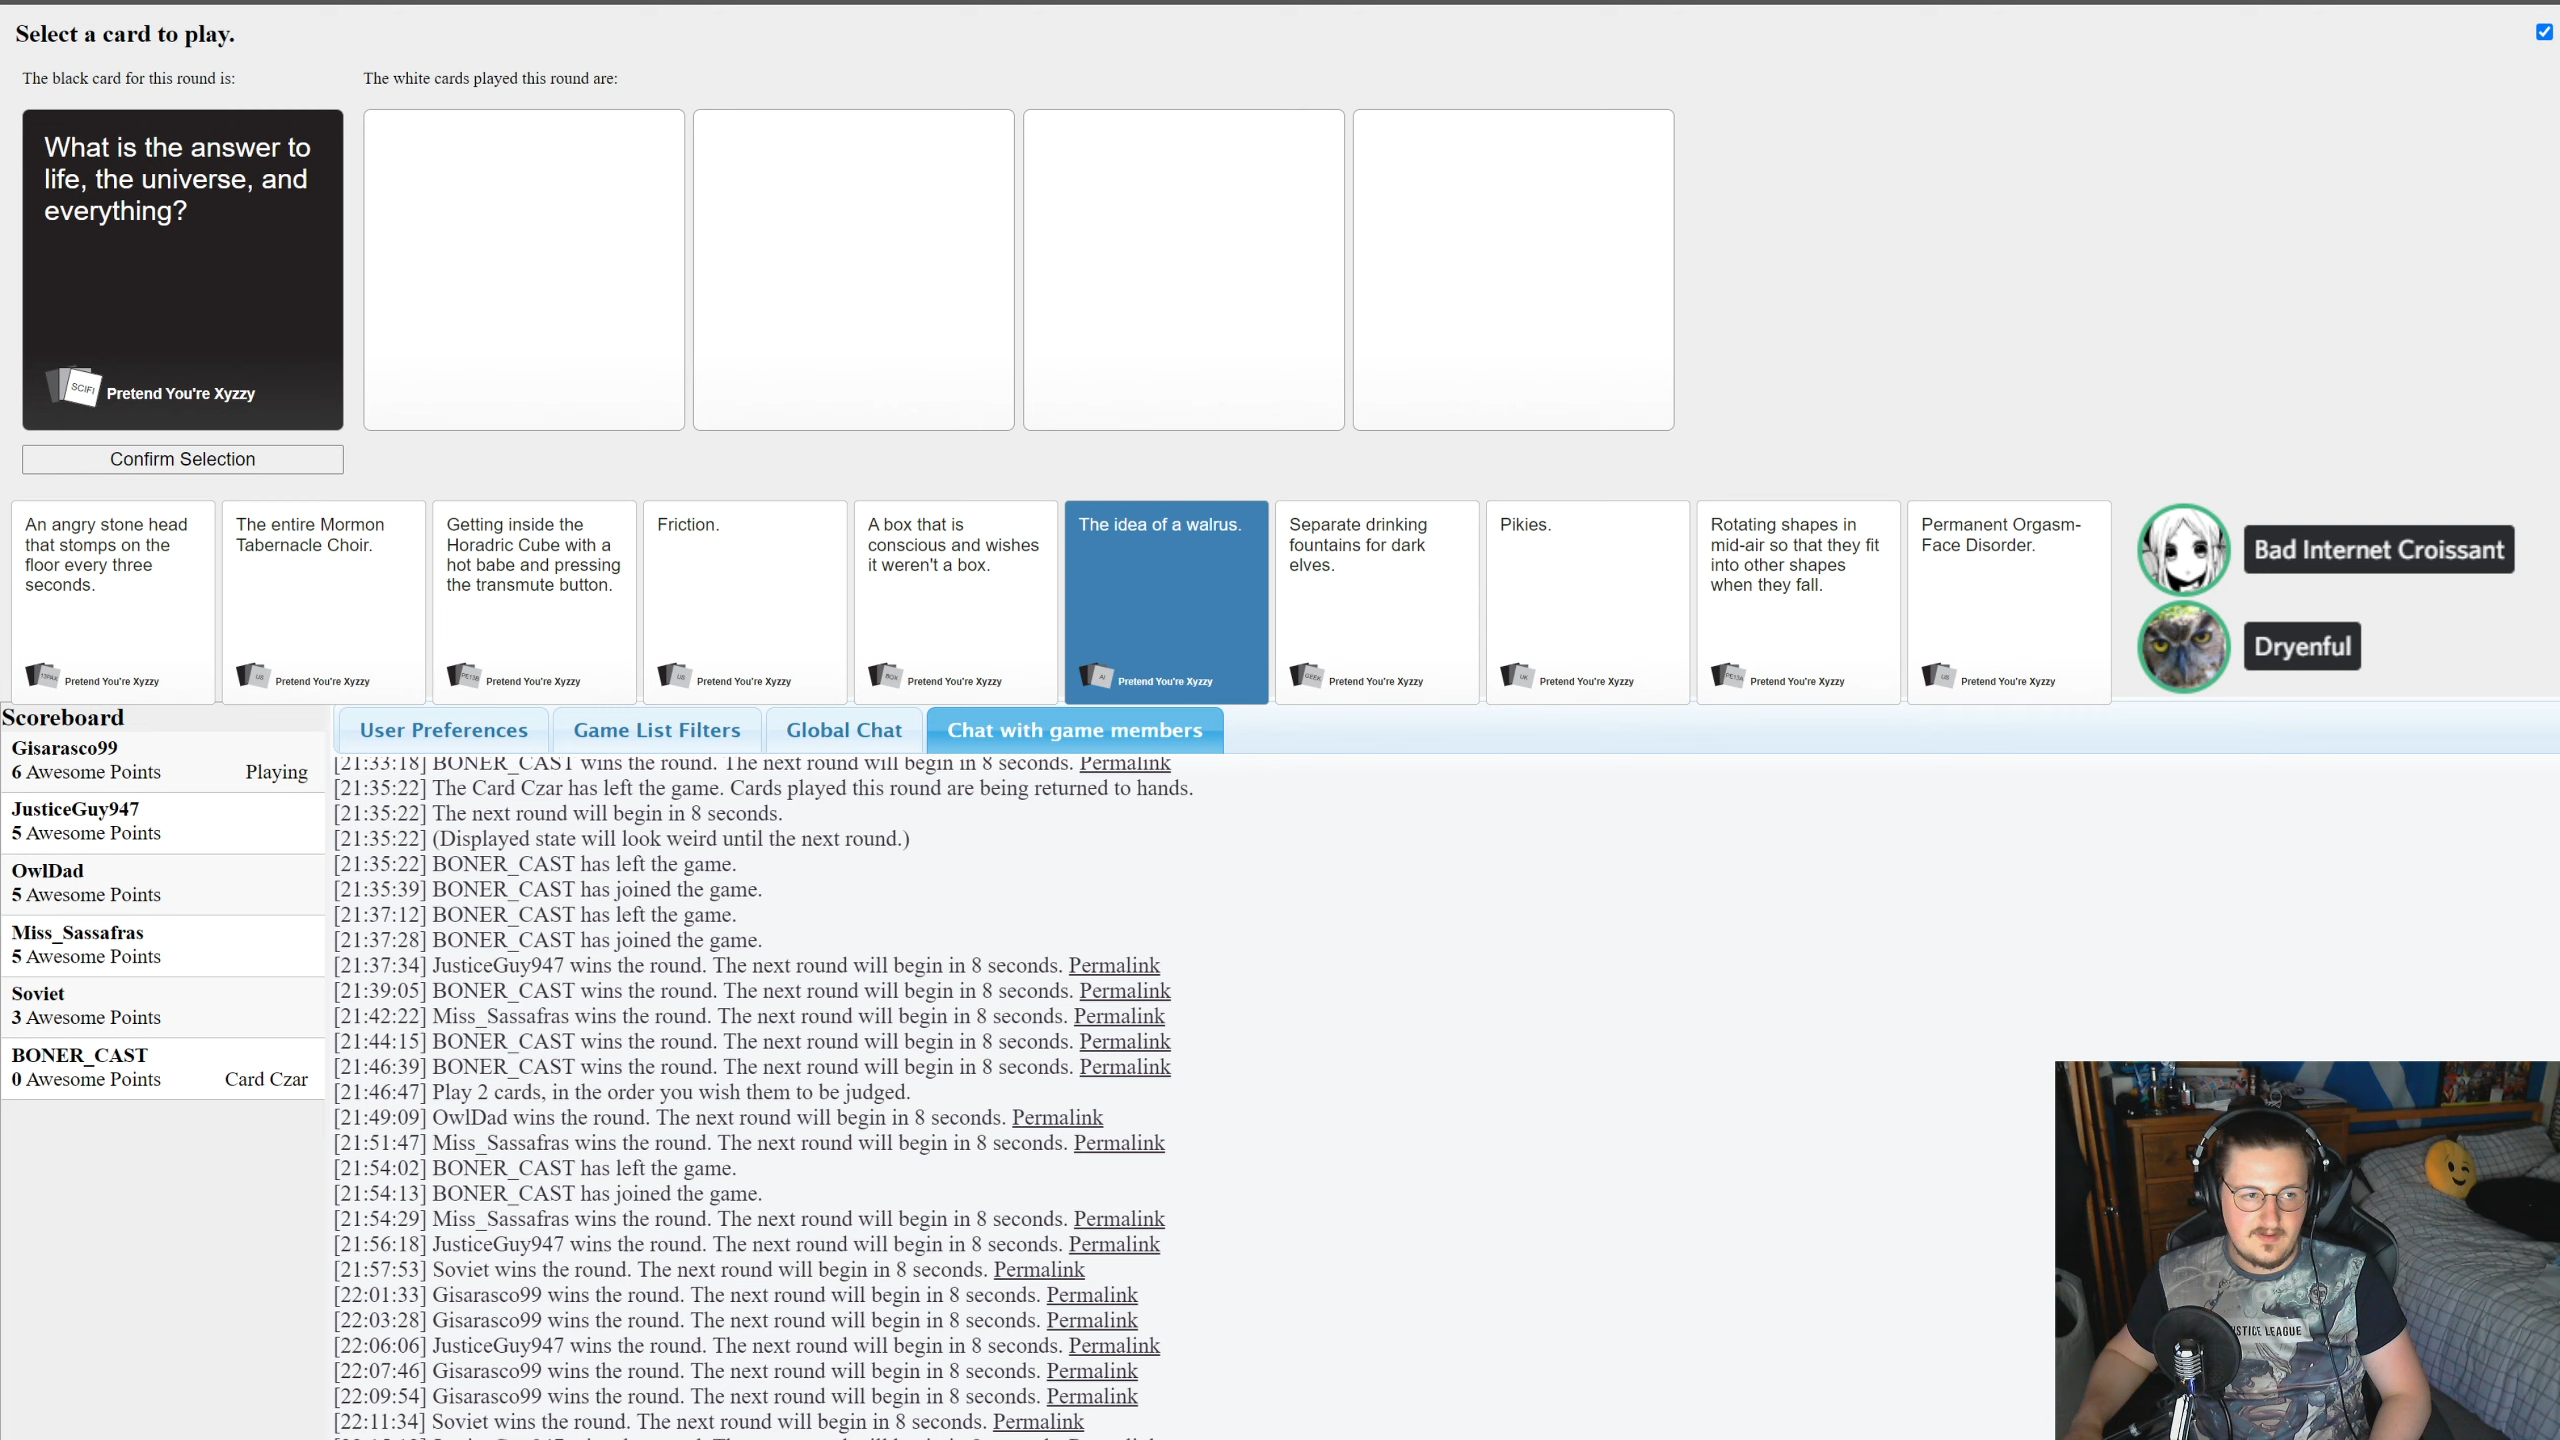 Select a card to play.
The black card for this round is:
The white cards played this round are:
What is the answer to
life, the universe, and
everything?
SCIFI
Pretend You're Xyzzy
Confirm Selection
An angry stone head
that stomps on the
floor every three
seconds.
13PAX
Pretend You're Xyzzy
The entire Mormon
Tabernacle Choir.
US
Pretend You're Xyzzy
Getting inside the
Horadric Cube with a
hot babe and pressing
the transmute button.
PE13B
Pretend You're Xyzzy
Friction.
US
Pretend You're Xyzzy
A box that is
conscious and wishes
it weren't a box.
BOX
Pretend You're Xyzzy
The idea of a walrus.
AI
Pretend You're Xyzzy
Separate drinking
fountains for dark
elves.
GEEK
Pretend You're Xyzzy
Pikies.
UK
Pretend You're Xyzzy
Rotating shapes in
mid-air so that they fit
into other shapes
when they fall.
PE13A
Pretend You're Xyzzy
Permanent Orgasm-
Face Disorder.
US
Pretend You're Xyzzy
Bad Internet Croissant
Dryenful
Scoreboard
Gisarasco99
6 Awesome Points Playing
JusticeGuy947
5 Awesome Points
OwlDad
5 Awesome Points
Miss_Sassafras
5 Awesome Points
Soviet
3 Awesome Points
BONER_CAST
0 Awesome Points Card Czar
User Preferences
Game List Filters
Global Chat
Chat with game members
[21:33:18] BONER_CAST wins the round. The next round will begin in 8 seconds. Permalink
[21:35:22] The Card Czar has left the game. Cards played this round are being returned to hands.
[21:35:22] The next round will begin in 8 seconds.
[21:35:22] (Displayed state will look weird until the next round.)
[21:35:22] BONER_CAST has left the game.
[21:35:39] BONER_CAST has joined the game.
[21:37:12] BONER_CAST has left the game.
[21:37:28] BONER_CAST has joined the game.
[21:37:34] JusticeGuy947 wins the round. The next round will begin in 8 seconds. Permalink
[21:39:05] BONER_CAST wins the round. The next round will begin in 8 seconds. Permalink
[21:42:22] Miss_Sassafras wins the round. The next round will begin in 8 seconds. Permalink
[21:44:15] BONER_CAST wins the round. The next round will begin in 8 seconds. Permalink
[21:46:39] BONER_CAST wins the round. The next round will begin in 8 seconds. Permalink
[21:46:47] Play 2 cards, in the order you wish them to be judged.
[21:49:09] OwlDad wins the round. The next round will begin in 8 seconds. Permalink
[21:51:47] Miss_Sassafras wins the round. The next round will begin in 8 seconds. Permalink
[21:54:02] BONER_CAST has left the game.
[21:54:13] BONER_CAST has joined the game.
[21:54:29] Miss_Sassafras wins the round. The next round will begin in 8 seconds. Permalink
[21:56:18] JusticeGuy947 wins the round. The next round will begin in 8 seconds. Permalink
[21:57:53] Soviet wins the round. The next round will begin in 8 seconds. Permalink
[22:01:33] Gisarasco99 wins the round. The next round will begin in 8 seconds. Permalink
[22:03:28] Gisarasco99 wins the round. The next round will begin in 8 seconds. Permalink
[22:06:06] JusticeGuy947 wins the round. The next round will begin in 8 seconds. Permalink
[22:07:46] Gisarasco99 wins the round. The next round will begin in 8 seconds. Permalink
[22:09:54] Gisarasco99 wins the round. The next round will begin in 8 seconds. Permalink
[22:11:34] Soviet wins the round. The next round will begin in 8 seconds. Permalink
STICE LEAGUE